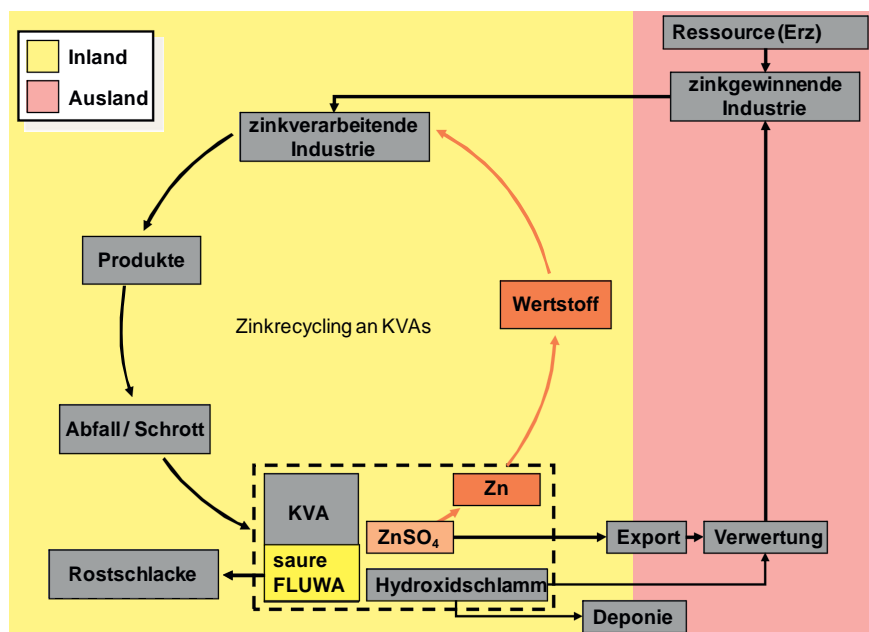 Ressource (Erz)
Inland
Ausland
zinkgewinnende
Industrie
zinkverarbeitende
Industrie
Produkte
Wertstoff
Zinkrecycling an KVAs
Abfall / Schrott
Zn
KVA
ZnSO₄
Export
Verwertung
saure
FLUWA
Rostschlacke
Hydroxidschlamm
Deponie